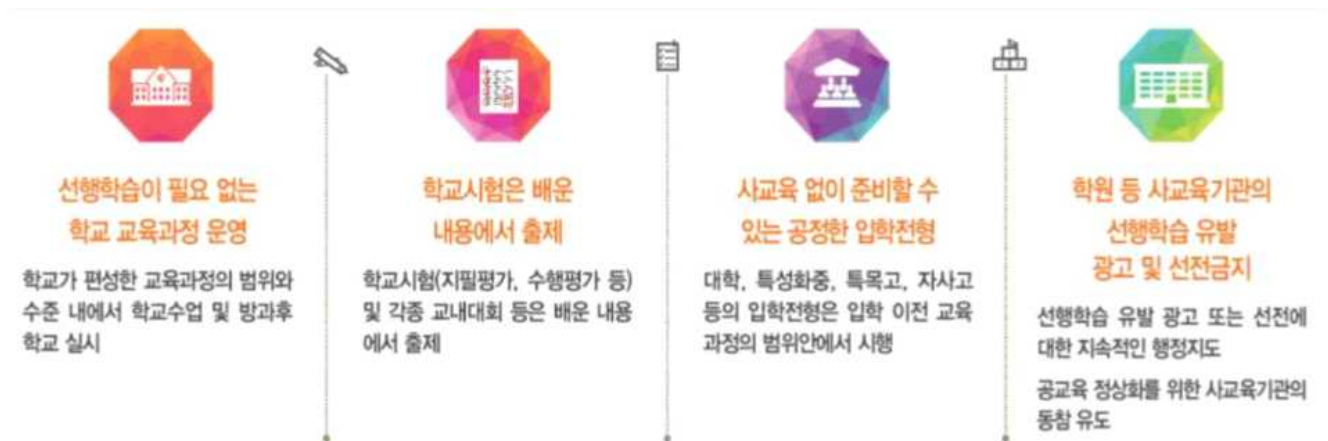 선행학습이 필요 없는
학교 교육과정 운영
학교가 편성한 교육과정의 범위와
수준 내에서 학교수업 및 방과후
학교 실시
학교시험은 배운
내용에서 출제
학교시험(지필평가, 수행평가 등)
및 각종 교내대회 등은 배운 내용
에서 출제
사교육 없이 준비할 수
있는 공정한 입학전형
대학, 특성화중, 특목고, 자사고
등의 입학전형은 입학 이전 교육
과정의 범위안에서 시행
학원 등 사교육기관의
선행학습 유발
광고 및 선전금지
선행학습 유발 광고 또는 선전에
대한 지속적인 행정지도
공교육 정상화를 위한 사교육기관의
동참 유도